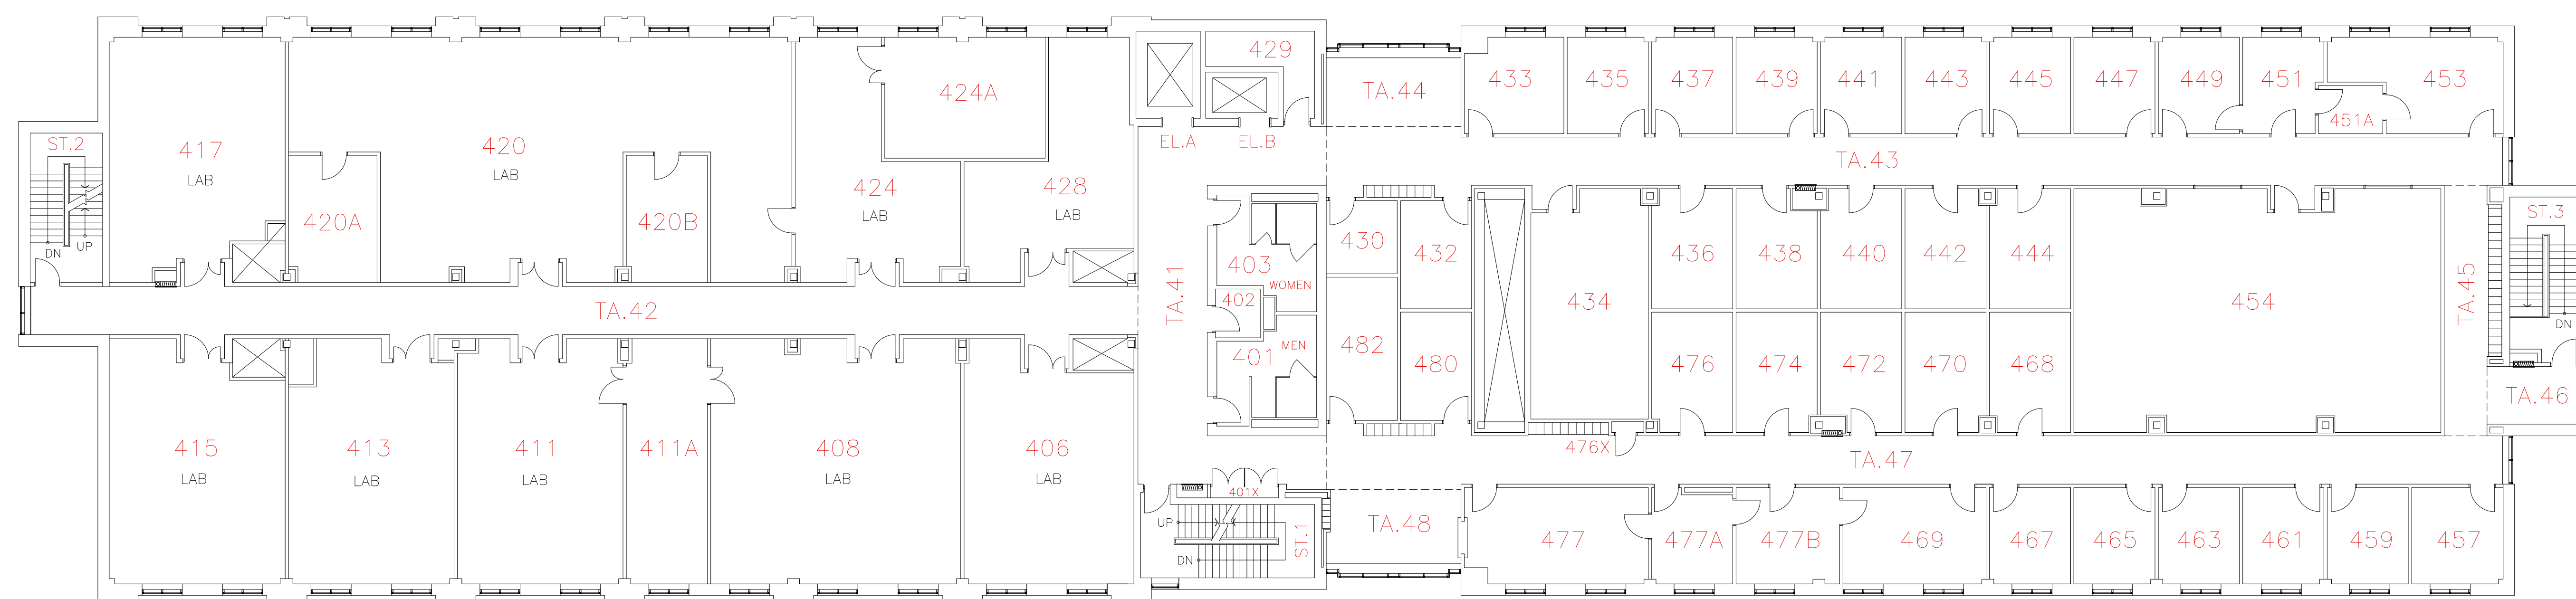 429
433
435
437
439
441
443
445
447
449
451
453
TA.44
424A
451A
ST.2
417
LAB
420
LAB
EL.A
EL.B
TA.43
424
LAB
428
LAB
420A
420B
DN
UP
430
432
436
438
440
442
444
ST.3
403
WOMEN
402
TA.41
TA.42
434
454
TA.45
DN
MEN
401
482
480
476
474
472
470
468
TA.46
415
LAB
413
LAB
411
LAB
411A
408
LAB
406
LAB
476X
TA.47
401X
UP
DN
ST.1
TA.48
477
477A
477B
469
467
465
463
461
459
457